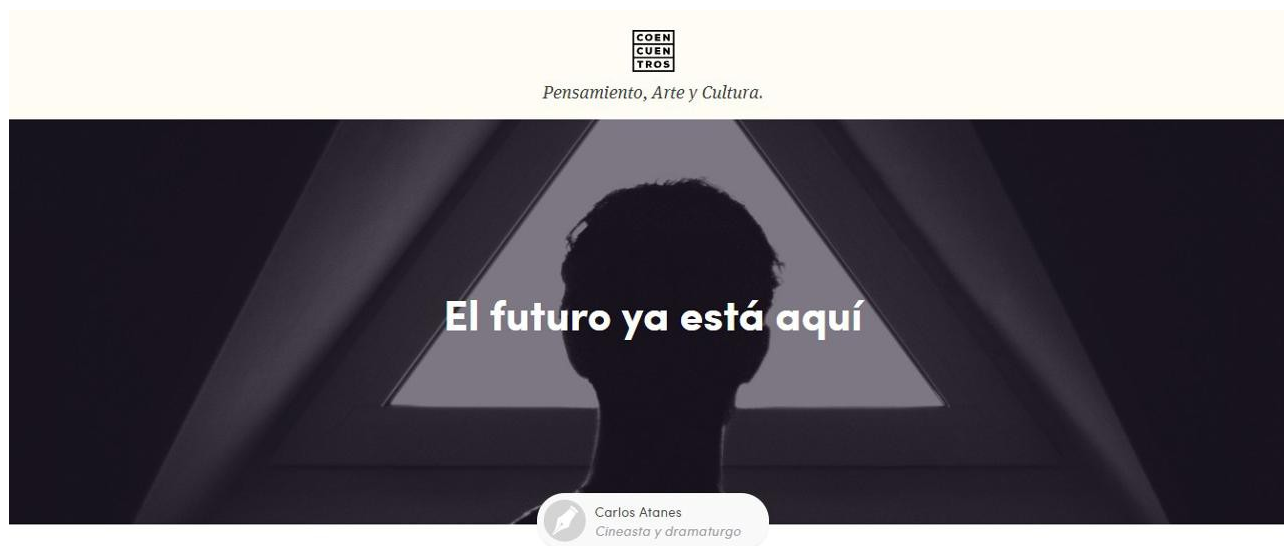 COEN
CUEN
TROS
Pensamiento, Arte y Cultura.
El futuro ya está aquí
Carlos Atanes
Cineasta y dramaturgo